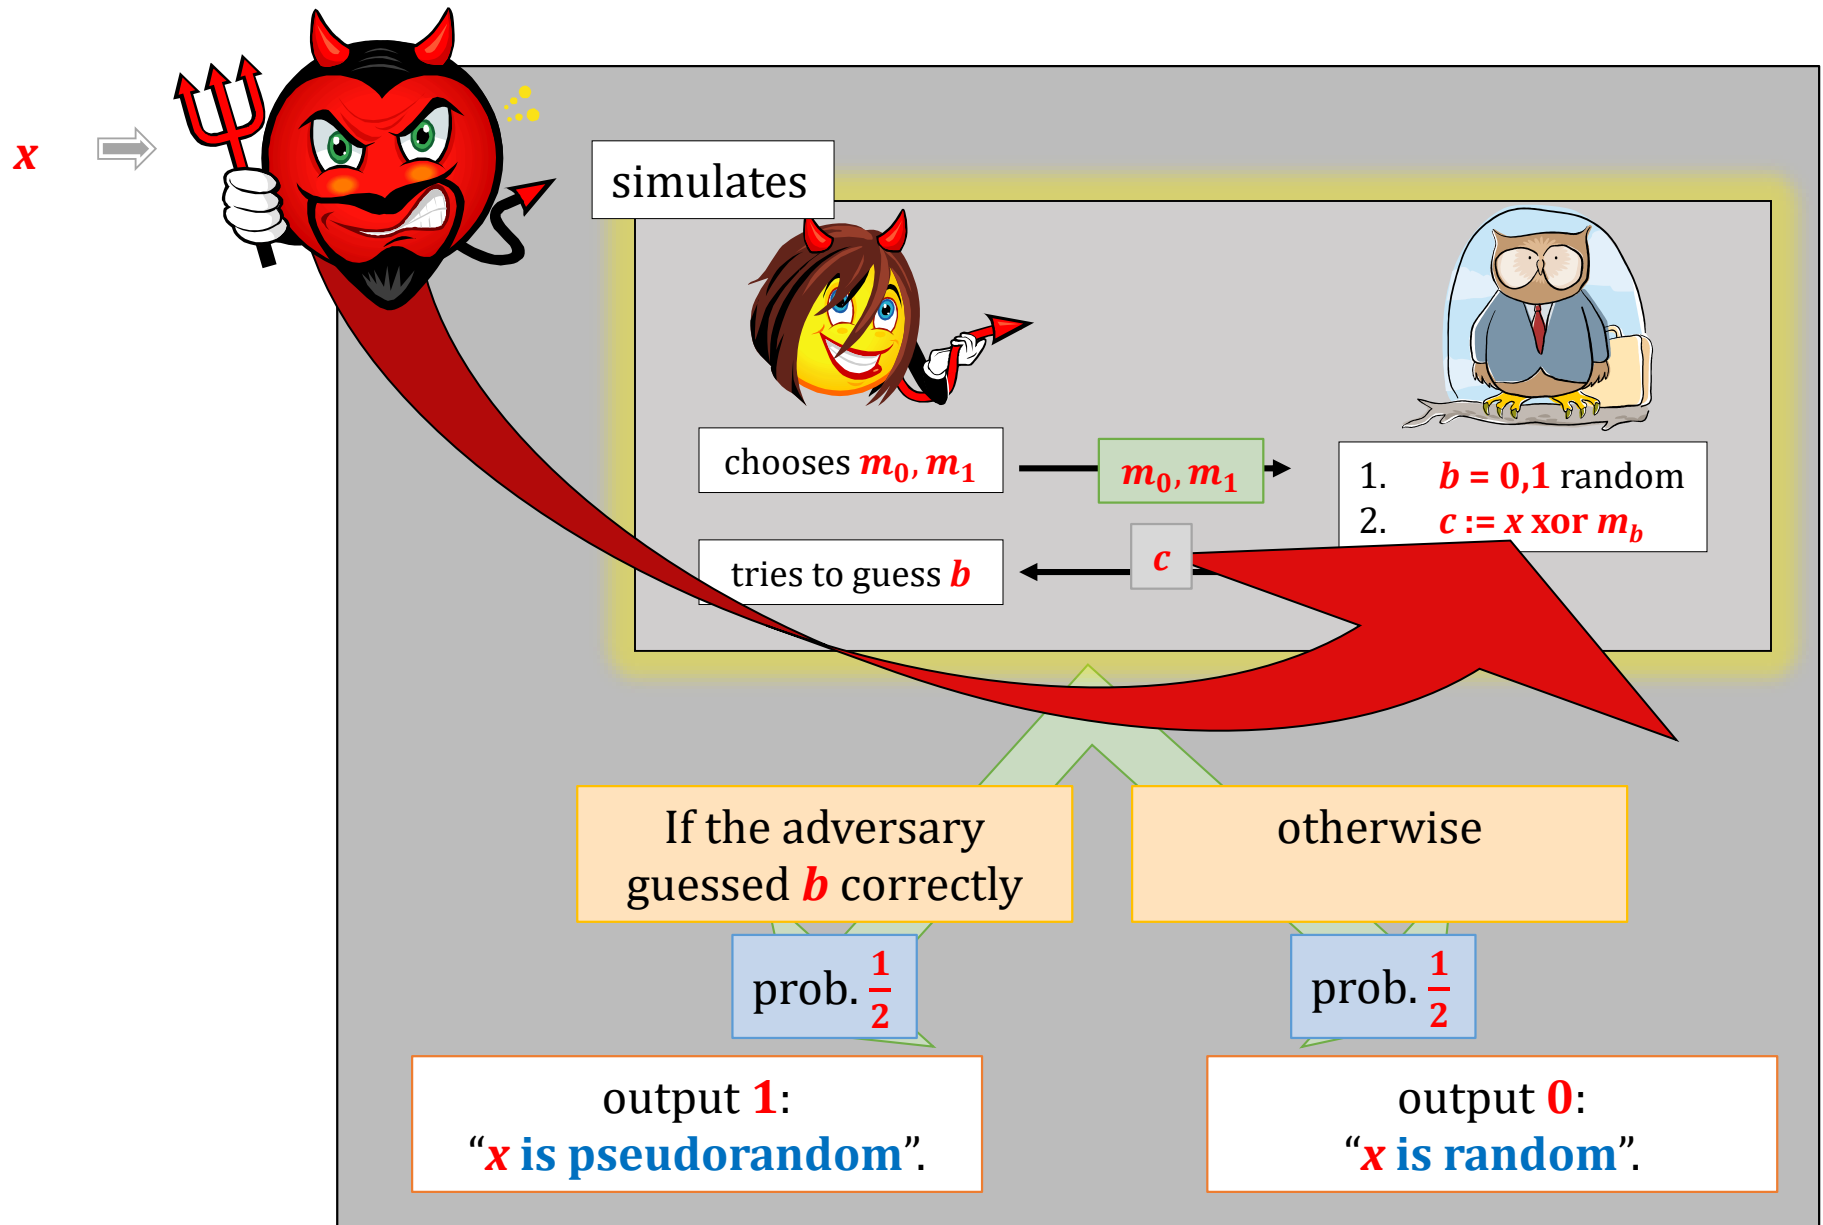 x
simulates
chooses m₀, m₁
m₀, m₁
1. b = 0,1 random
2. c := x xor m_b
c
tries to guess b
If the adversary
guessed b correctly
otherwise
prob. 1/2
prob. 1/2
output 1:
“x is pseudorandom”.
output 0:
“x is random”.